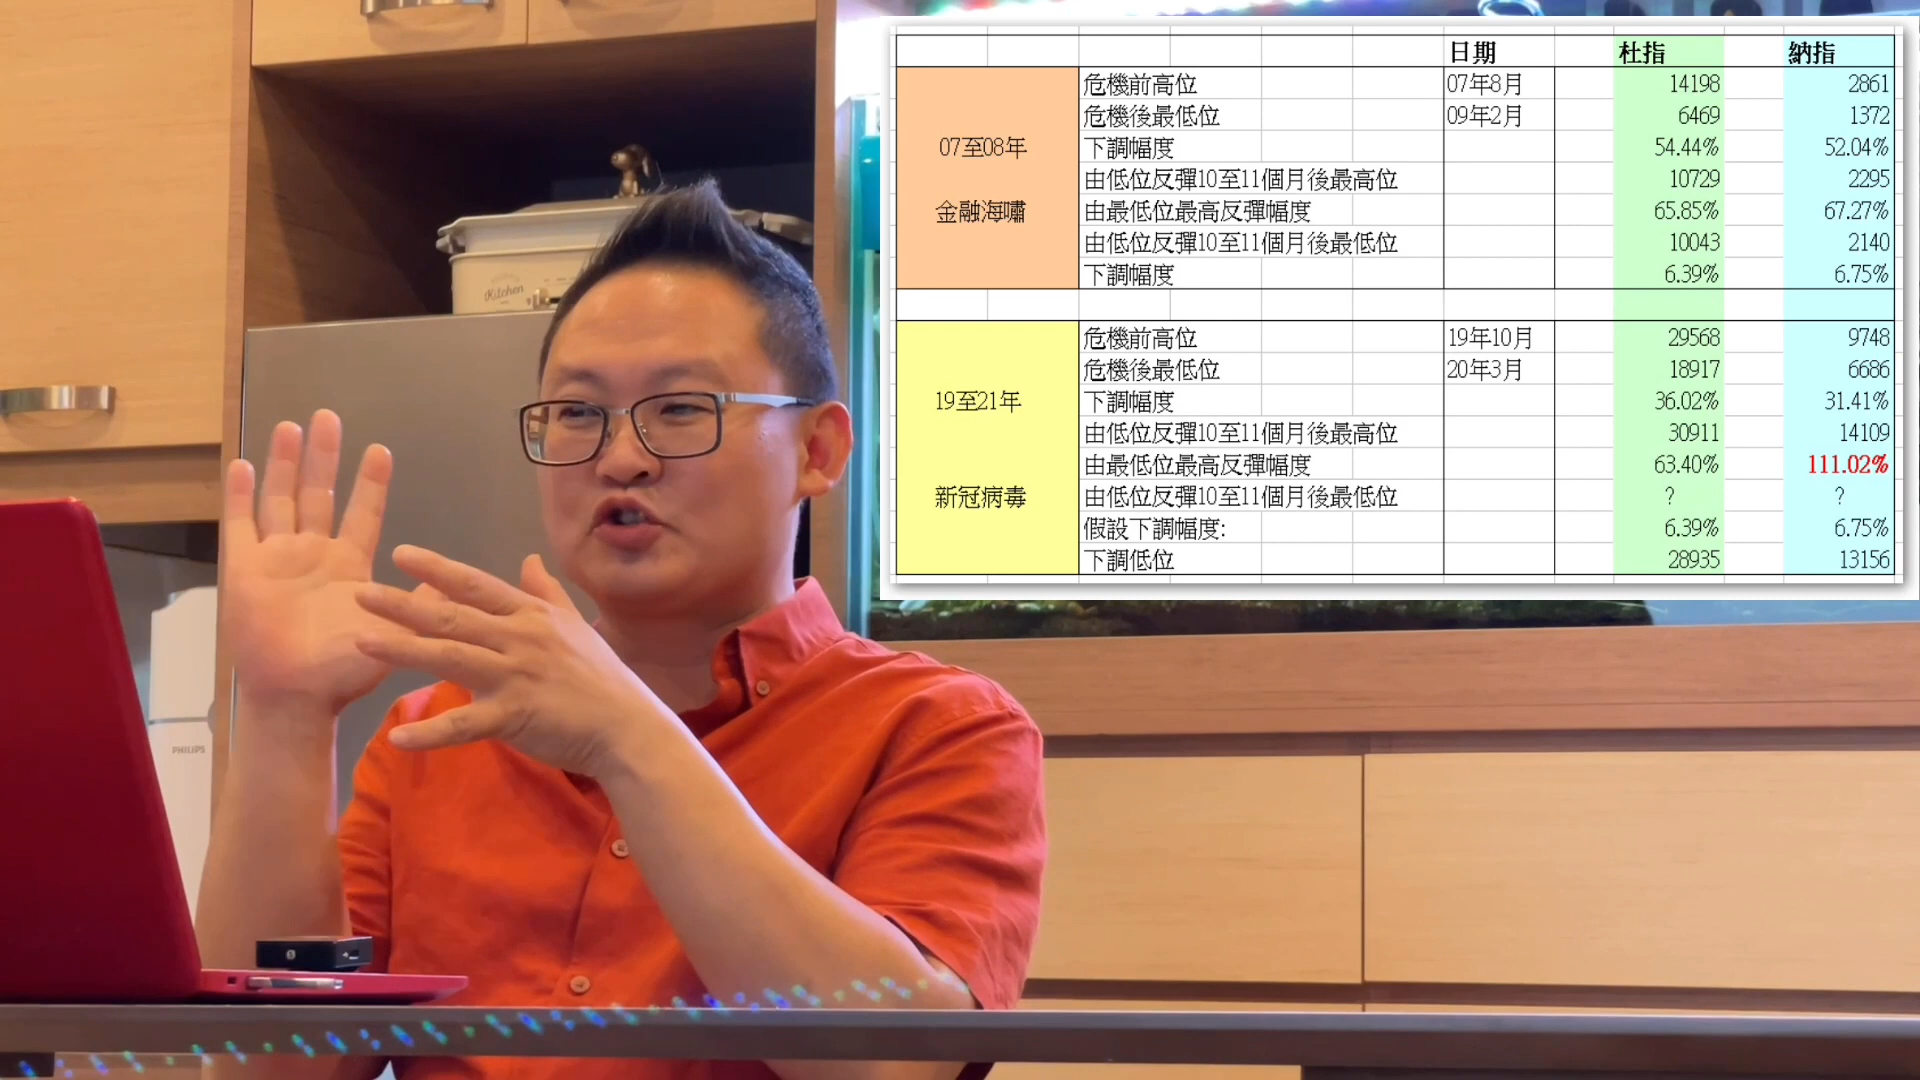 日期 杜指 納指
危機前高位 07年8月 14198 2861
危機後最低位 09年2月 6469 1372
07至08年 下調幅度 54.44% 52.04%
由低位反彈10至11個月後最高位 10729 2295
金融海嘯 由最低位最高反彈幅度 65.85% 67.27%
由低位反彈10至11個月後最低位 10043 2140
下調幅度 6.39% 6.75%
危機前高位 19年10月 29568 9748
危機後最低位 20年3月 18917 6686
19至21年 下調幅度 36.02% 31.41%
由低位反彈10至11個月後最高位 30911 14109
由最低位最高反彈幅度 63.40% 111.02%
新冠病毒 由低位反彈10至11個月後最低位 ? ?
假設下調幅度: 6.39% 6.75%
下調低位 28935 13156
Kitchen
PHILIPS